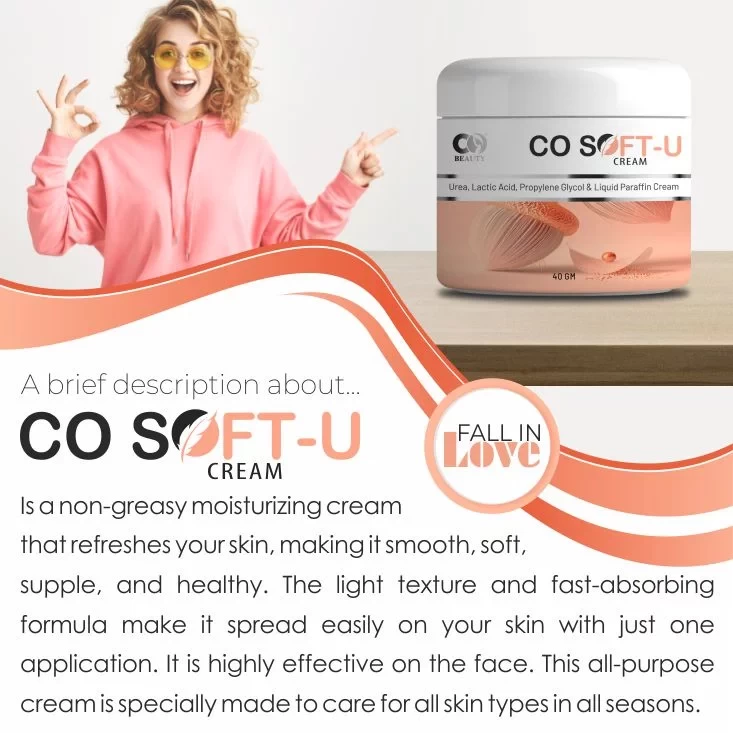 CO
BEAUTY
CO SOFT-U
CREAM
Urea, Lactic Acid, Propylene Glycol & Liquid Paraffin Cream
40 GM
A brief description about...
CO SOFT-U
CREAM
FALL IN
Love
Is a non-greasy moisturizing cream
that refreshes your skin, making it smooth, soft,
supple, and healthy. The light texture and fast-absorbing
formula make it spread easily on your skin with just one
application. It is highly effective on the face. This all-purpose
cream is specially made to care for all skin types in all seasons.